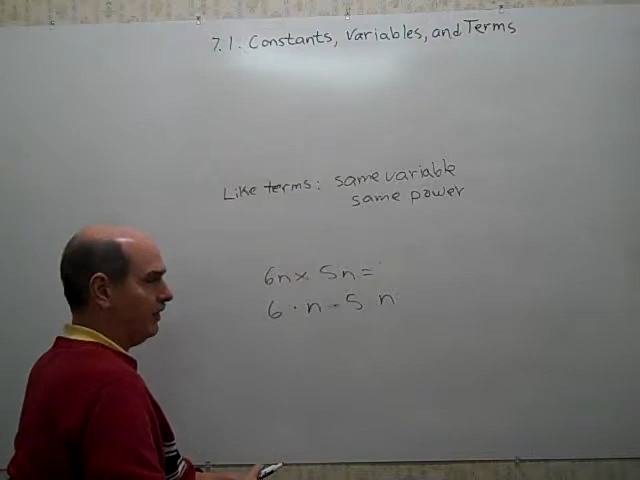 7.1. Constants, Variables, and Terms
Like terms: same variable
same power
6n x 5n =
6 · n · 5 n